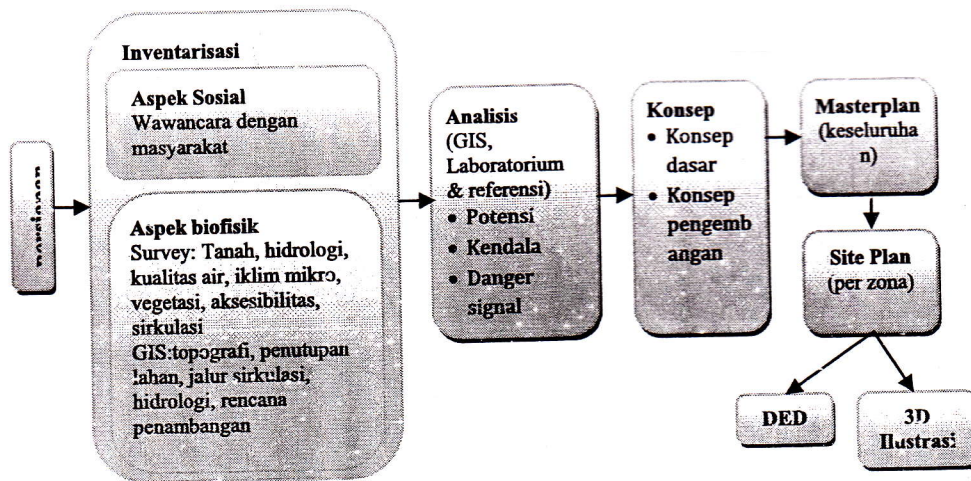 Persiapan
Inventarisasi
Aspek Sosial
Wawancara dengan
masyarakat
Aspek biofisik
Survey: Tanah, hidrologi,
kualitas air, iklim mikro,
vegetasi, aksesibilitas,
sirkulasi
GIS:topografi, penutupan
lahan, jalur sirkulasi,
hidrologi, rencana
penambangan
Analisis
(GIS,
Laboratorium
& referensi)
• Potensi
• Kendala
• Danger
signal
Konsep
• Konsep
dasar
• Konsep
pengemb
angan
Masterplan
(keseluruha
n)
Site Plan
(per zona)
DED
3D
Ilustrasi